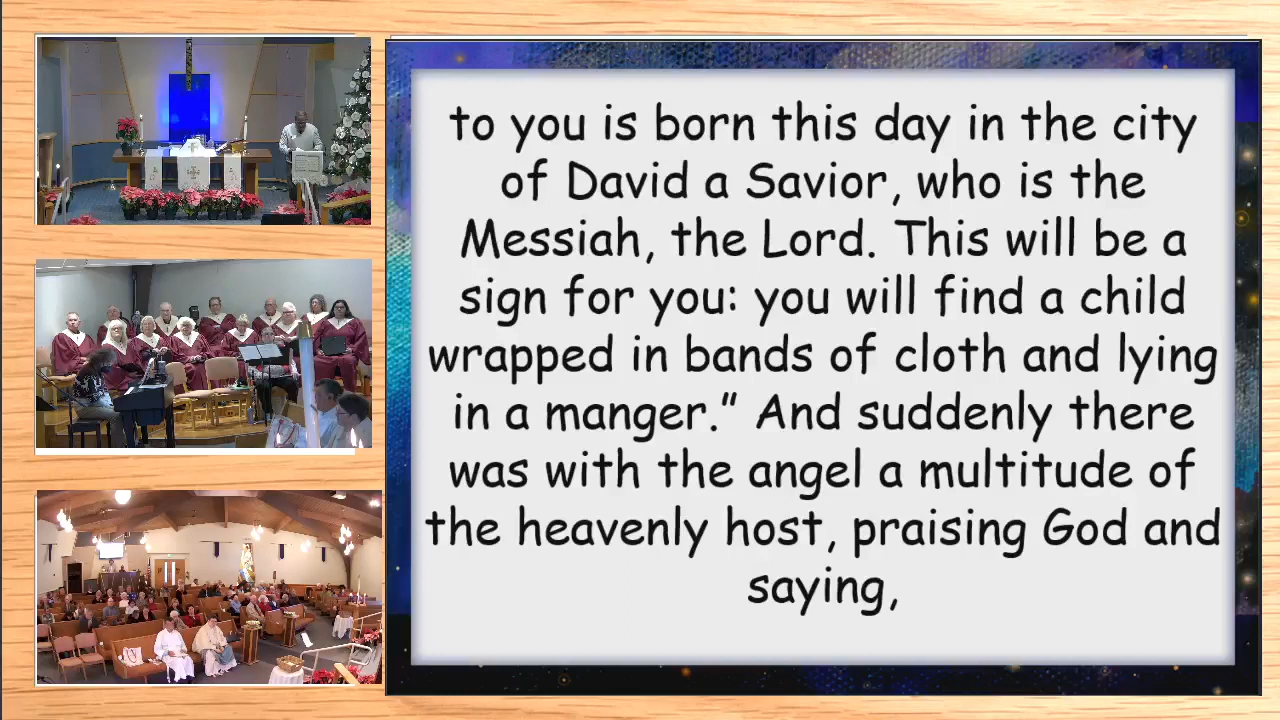 to you is born this day in the city
of David a Savior, who is the
Messiah, the Lord. This will be a
sign for you: you will find a child
wrapped in bands of cloth and lying
in a manger.” And suddenly there
was with the angel a multitude of
the heavenly host, praising God and
saying,